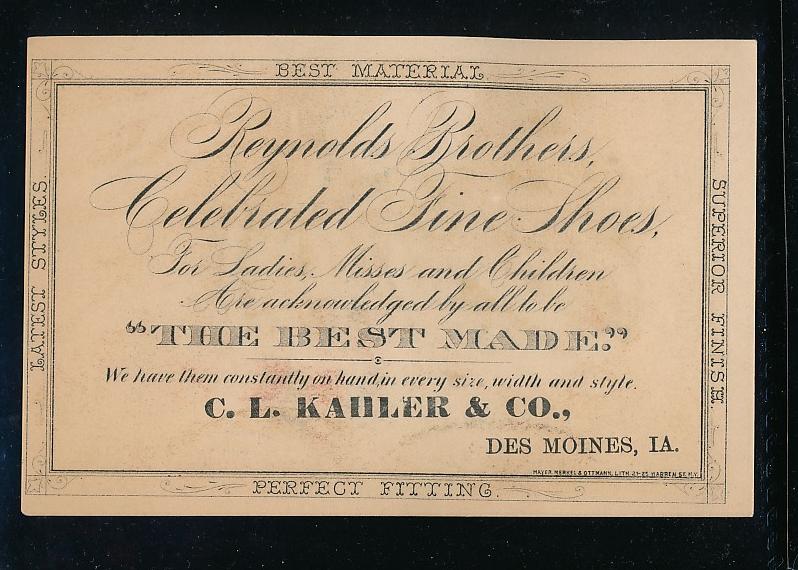 BEST MATERIAL
LATEST STYLES.
SUPERIOR FINISH.
Reynolds Brothers,
Celebrated Fine Shoes,
For Ladies, Misses and Children
Are acknowledged by all to be
"THE BEST MADE."
We have them constantly on hand, in every size, width and style.
C. L. KAHLER & CO.,
DES MOINES, IA.
MAYER, MERKEL & OTTMANN, LITH. 21-25 WARREN ST. N.Y.
PERFECT FITTING.